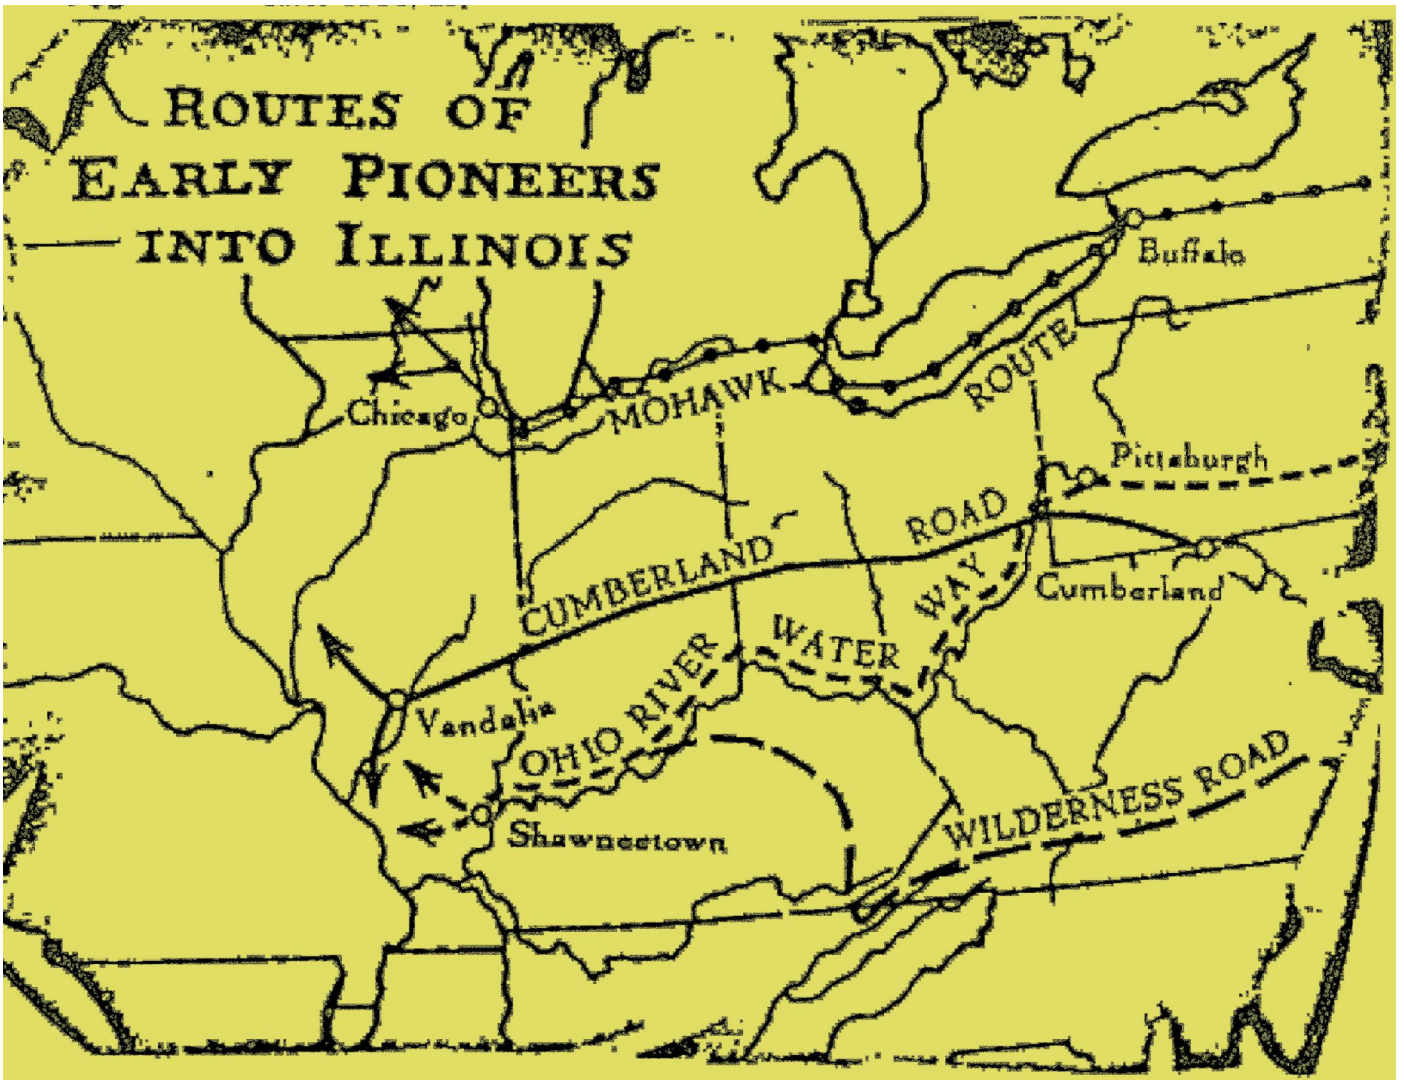 ROUTES OF
EARLY PIONEERS
INTO ILLINOIS
Buffalo
MOHAWK ROUTE
Chicago
Pittsburgh
CUMBERLAND ROAD
Cumberland
OHIO RIVER WATER WAY
Vandalia
Shawneetown
WILDERNESS ROAD